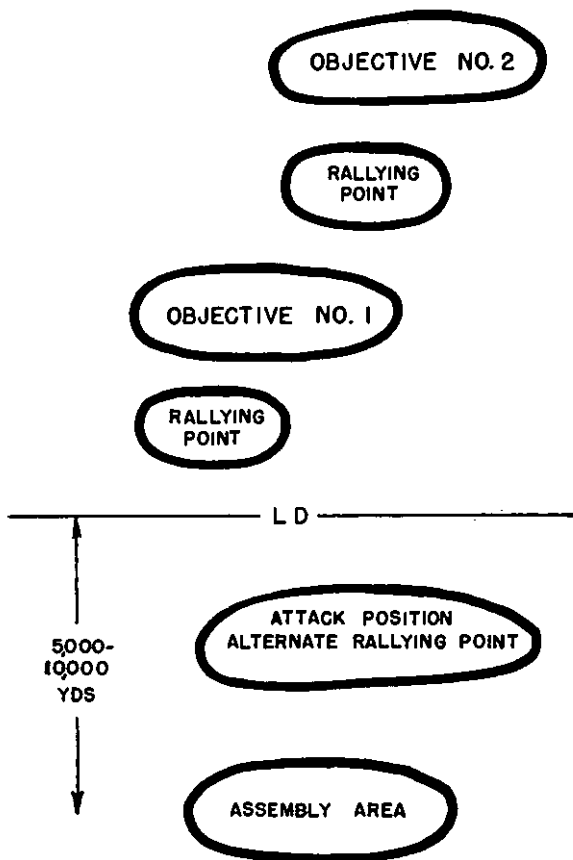 OBJECTIVE NO. 2
RALLYING
POINT
OBJECTIVE NO. 1
RALLYING
POINT
LD
ATTACK POSITION
ALTERNATE RALLYING POINT
5,000-
10,000
YDS
ASSEMBLY AREA